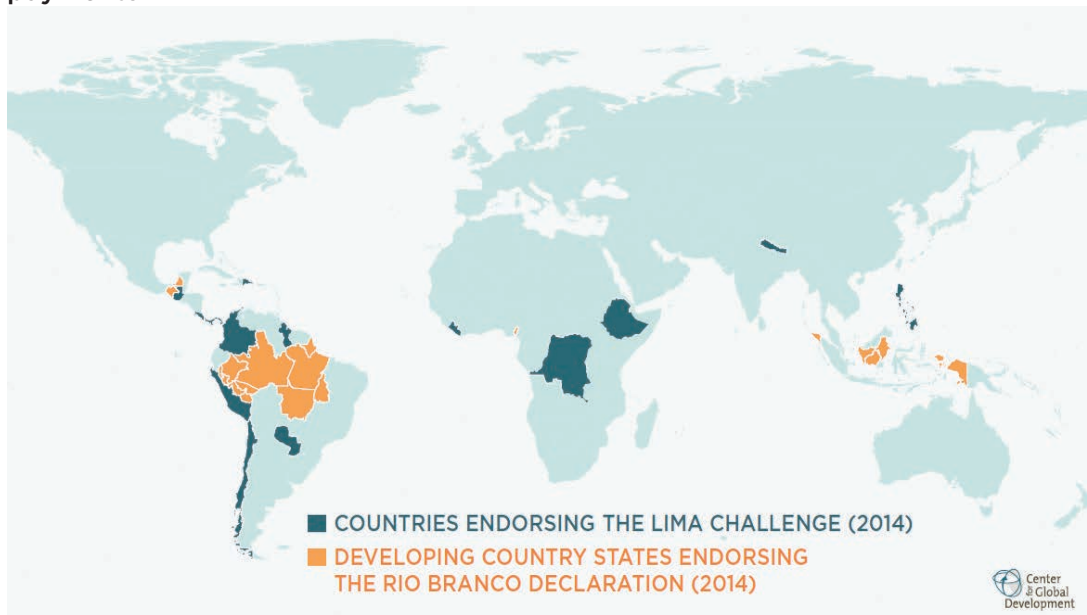 COUNTRIES ENDORSING THE LIMA CHALLENGE (2014)
DEVELOPING COUNTRY STATES ENDORSING
THE RIO BRANCO DECLARATION (2014)
Center
for Global
Development